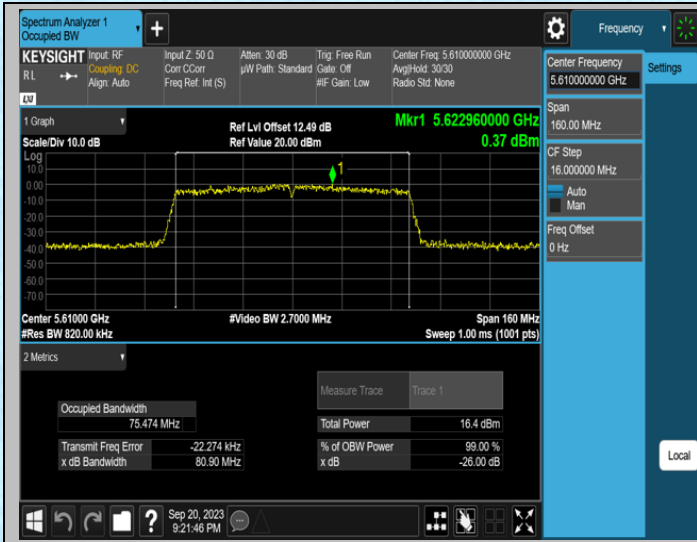 Spectrum Analyzer 1
Occupied BW
Frequency
KEYSIGHT
RL
LXI
Input: RF
Coupling: DC
Align: Auto
Input Z: 50 Ω
Corr CCorr
Freq Ref: Int (S)
Atten: 30 dB
µW Path: Standard
Trig: Free Run
Gate: Off
#IF Gain: Low
Center Freq: 5.610000000 GHz
Avg|Hold: 30/30
Radio Std: None
1 Graph
Scale/Div 10.0 dB
Ref Lvl Offset 12.49 dB
Ref Value 20.00 dBm
Mkr1 5.622960000 GHz
0.37 dBm
Log
10.0
0.00
-10.0
-20.0
-30.0
-40.0
-50.0
-60.0
-70.0
1
Center 5.61000 GHz
#Res BW 820.00 kHz
#Video BW 2.7000 MHz
Span 160 MHz
Sweep 1.00 ms (1001 pts)
2 Metrics
Measure Trace
Trace 1
Occupied Bandwidth
75.474 MHz
Total Power
16.4 dBm
Transmit Freq Error
-22.274 kHz
% of OBW Power
99.00 %
x dB Bandwidth
80.90 MHz
x dB
-26.00 dB
Sep 20, 2023
9:21:46 PM
Center Frequency
5.610000000 GHz
Settings
Span
160.00 MHz
CF Step
16.000000 MHz
Auto
Man
Freq Offset
0 Hz
Local